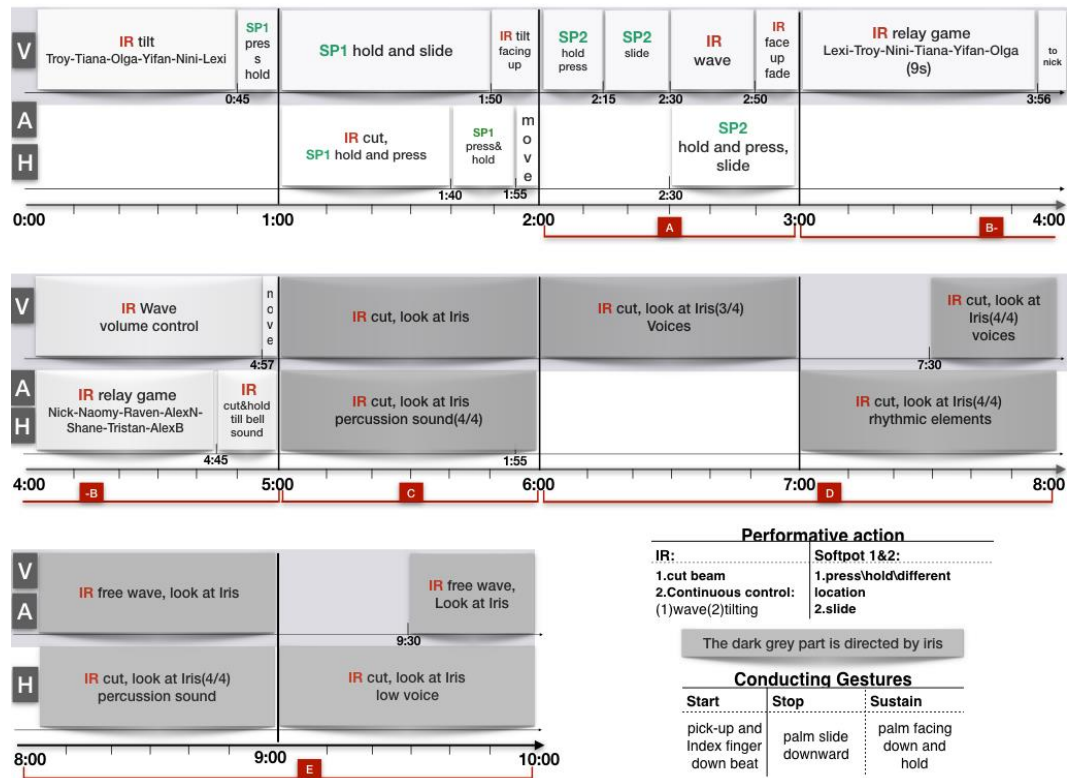 V
IR tilt
Troy-Tiana-Olga-Yifan-Nini-Lexi
SP1
pres
s
hold
SP1 hold and slide
IR tilt
facing
up
SP2
hold
press
SP2
slide
IR
wave
IR
face
up
fade
IR relay game
Lexi-Troy-Nini-Tiana-Yifan-Olga
(9s)
to
nick
0:45
1:50
2:15
2:30
2:50
3:56
A
H
IR cut,
SP1 hold and press
SP1
press&
hold
m
o
v
e
SP2
hold and press,
slide
1:40
1:55
2:30
0:00
1:00
2:00
3:00
4:00
A
B-
V
IR Wave
volume control
n
o
v
e
IR cut, look at Iris
IR cut, look at Iris(3/4)
Voices
IR cut, look at
Iris(4/4)
voices
4:57
7:30
A
H
IR relay game
Nick-Naomy-Raven-AlexN-
Shane-Tristan-AlexB
IR
cut&hold
till bell
sound
IR cut, look at Iris
percussion sound(4/4)
IR cut, look at Iris(4/4)
rhythmic elements
4:45
1:55
4:00
5:00
6:00
7:00
8:00
-B
C
D
V
A
IR free wave, look at Iris
IR free wave,
Look at Iris
9:30
H
IR cut, look at Iris(4/4)
percussion sound
IR cut, look at Iris
low voice
8:00
9:00
10:00
E
Performative action
IR:
Softpot 1&2:
1.cut beam
2.Continuous control:
(1)wave(2)tilting
1.press\hold\different
location
2.slide
The dark grey part is directed by iris
Conducting Gestures
Start
Stop
Sustain
pick-up and
Index finger
down beat
palm slide
downward
palm facing
down and
hold